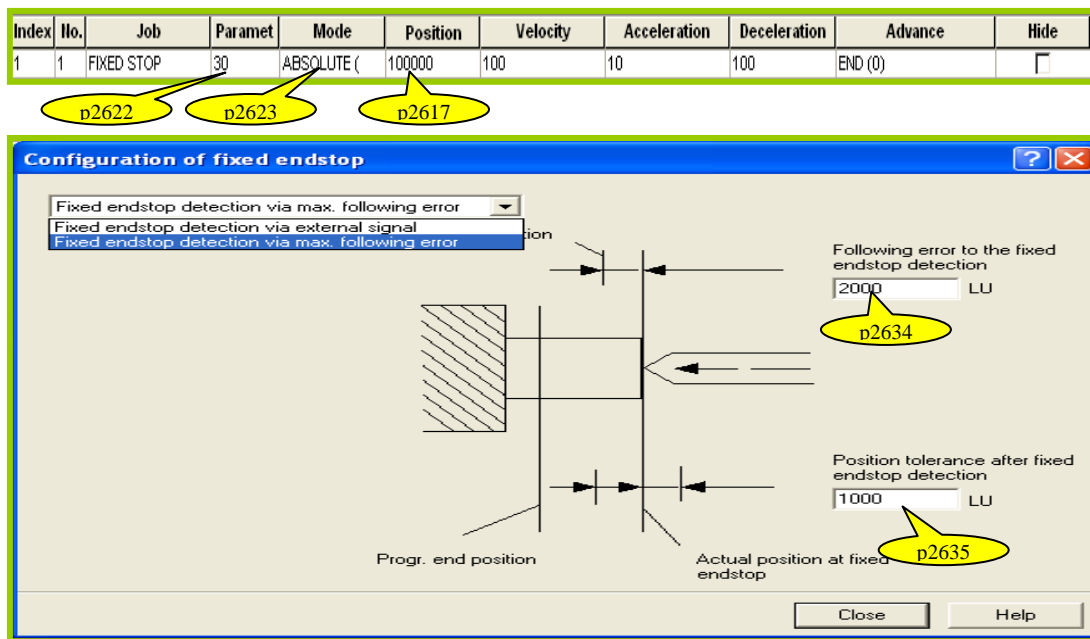 Index No. Job Paramet Mode Position Velocity Acceleration Deceleration Advance Hide
1 1 FIXED STOP 30 ABSOLUTE ( 100000 100 10 100 END (0)
p2622 p2623 p2617
Configuration of fixed endstop
Fixed endstop detection via max. following error
Fixed endstop detection via external signal
Fixed endstop detection via max. following error
Following error to the fixed
endstop detection
2000 LU
p2634
Position tolerance after fixed
endstop detection
1000 LU
p2635
Progr. end position
Actual position at fixed
endstop
Close Help